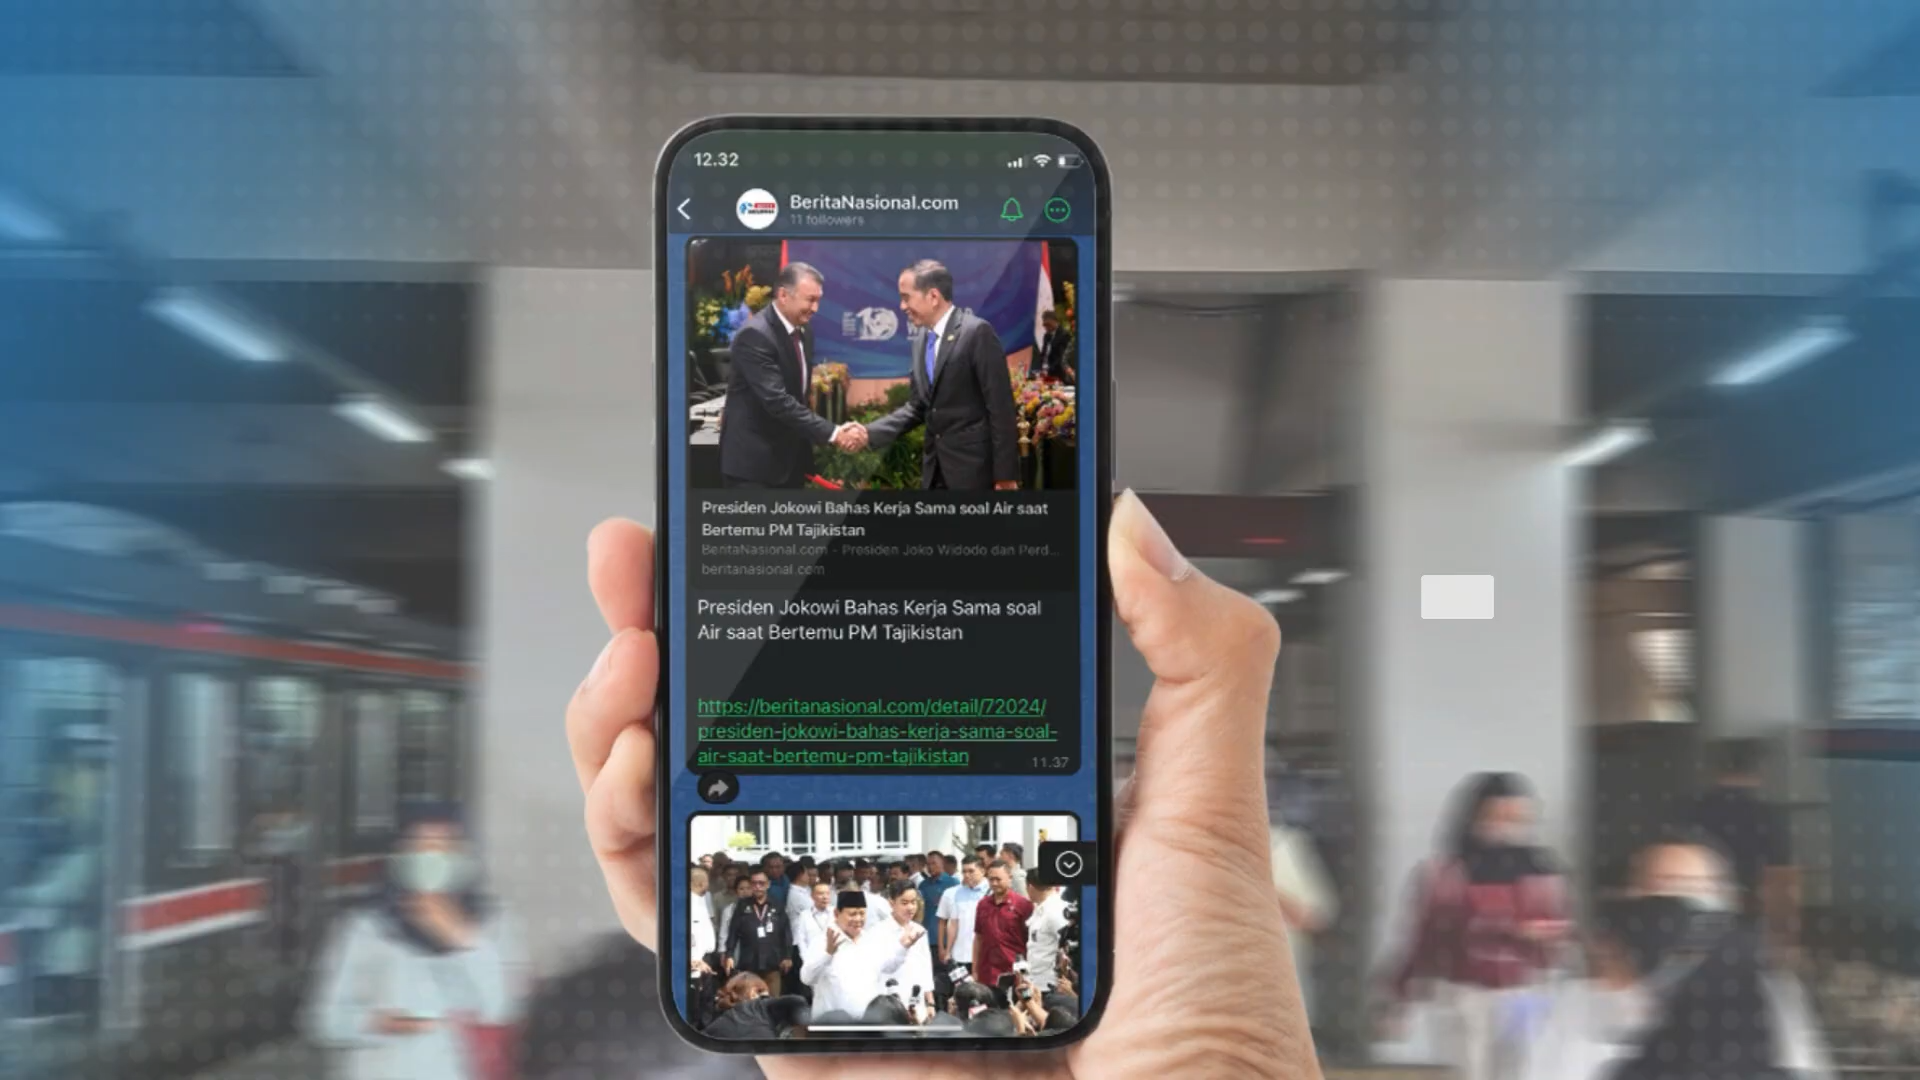 12.32
BeritaNasional.com
11 followers
10
Presiden Jokowi Bahas Kerja Sama soal Air saat
Bertemu PM Tajikistan
BeritaNasional.com - Presiden Joko Widodo dan Perd...
beritanasional.com
Presiden Jokowi Bahas Kerja Sama soal
Air saat Bertemu PM Tajikistan
https://beritanasional.com/detail/72024/
presiden-jokowi-bahas-kerja-sama-soal-
air-saat-bertemu-pm-tajikistan
11.37